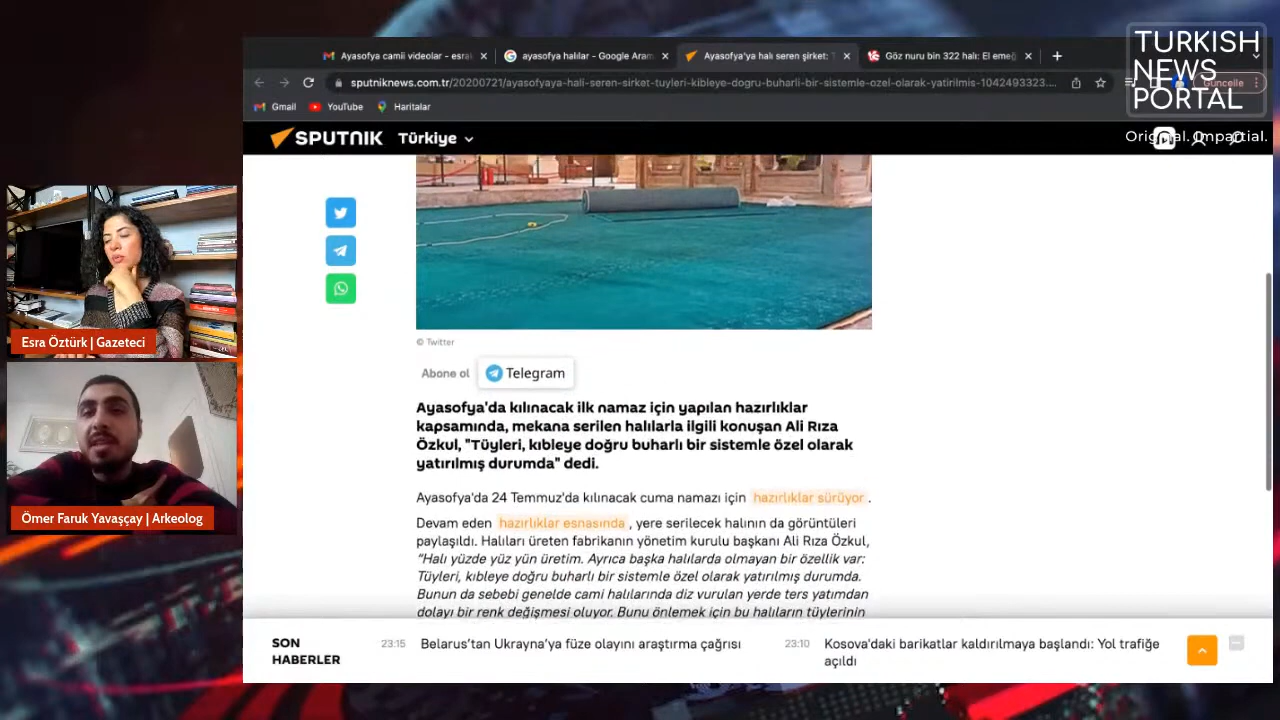 TURKISH
NEWS
PORTAL
Original. Impartial.
Ayasofya camii videolar - esra
ayasofya halılar - Google Aram
Ayasofya'ya halı seren şirket: T
Göz nuru bin 322 halı: El emeğ
sputniknews.com.tr/20200721/ayasofyaya-hali-seren-sirket-tuyleri-kibleye-dogru-buharli-bir-sistemle-ozel-olarak-yatirilmis-1042493323....
Güncelle
Gmail
YouTube
Haritalar
SPUTNIK
Türkiye
© Twitter
Abone ol
Telegram
Ayasofya'da kılınacak ilk namaz için yapılan hazırlıklar
kapsamında, mekana serilen halılarla ilgili konuşan Ali Rıza
Özkul, "Tüyleri, kıbleye doğru buharlı bir sistemle özel olarak
yatırılmış durumda" dedi.
Ayasofya'da 24 Temmuz'da kılınacak cuma namazı için hazırlıklar sürüyor .
Devam eden hazırlıklar esnasında , yere serilecek halının da görüntüleri
paylaşıldı. Halıları üreten fabrikanın yönetim kurulu başkanı Ali Rıza Özkul,
"Halı yüzde yüz yün üretim. Ayrıca başka halılarda olmayan bir özellik var:
Tüyleri, kıbleye doğru buharlı bir sistemle özel olarak yatırılmış durumda.
Bunun da sebebi genelde cami halılarında diz vurulan yerde ters yatımdan
dolayı bir renk değişmesi oluyor. Bunu önlemek için bu halıların tüylerinin
Esra Öztürk | Gazeteci
Ömer Faruk Yavaşçay | Arkeolog
SON
HABERLER
23:15
Belarus'tan Ukrayna'ya füze olayını araştırma çağrısı
23:10
Kosova'daki barikatlar kaldırılmaya başlandı: Yol trafiğe
açıldı